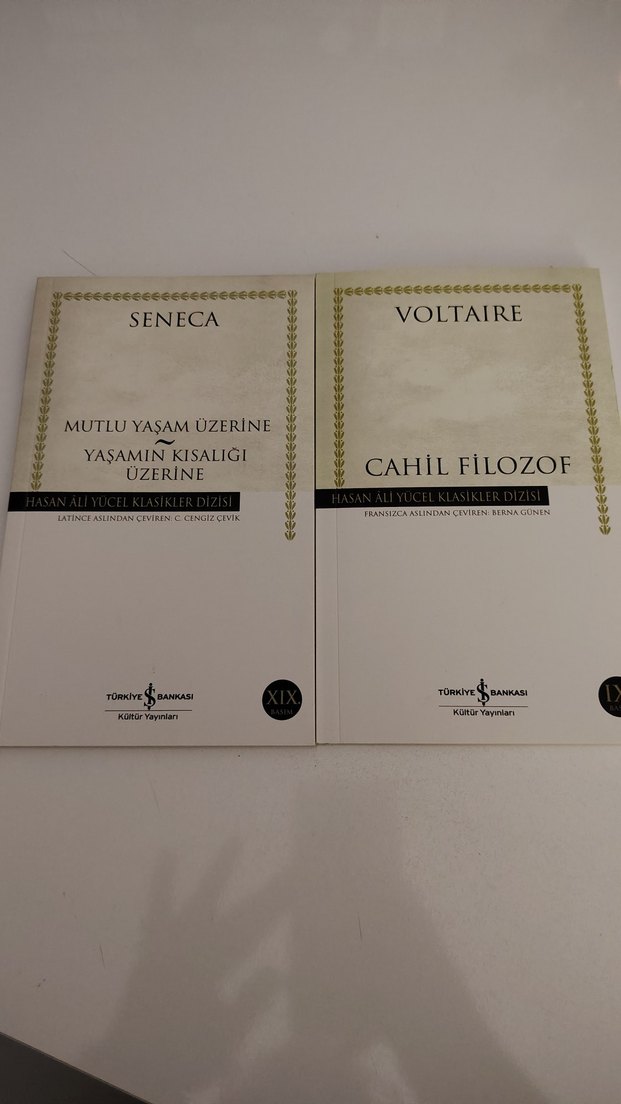 SENECA
MUTLU YAŞAM ÜZERİNE
~
YAŞAMIN KISALIĞI
ÜZERİNE
HASAN ÂLİ YÜCEL KLASİKLER DİZİSİ
LATİNCE ASLINDAN ÇEVİREN: C. CENGİZ ÇEVİK
TÜRKİYE İŞ BANKASI
Kültür Yayınları
XIX.
BASIM
VOLTAIRE
CAHİL FİLOZOF
HASAN ÂLİ YÜCEL KLASİKLER DİZİSİ
FRANSIZCA ASLINDAN ÇEVİREN: BERNA GÜNEN
TÜRKİYE İŞ BANKASI
Kültür Yayınları